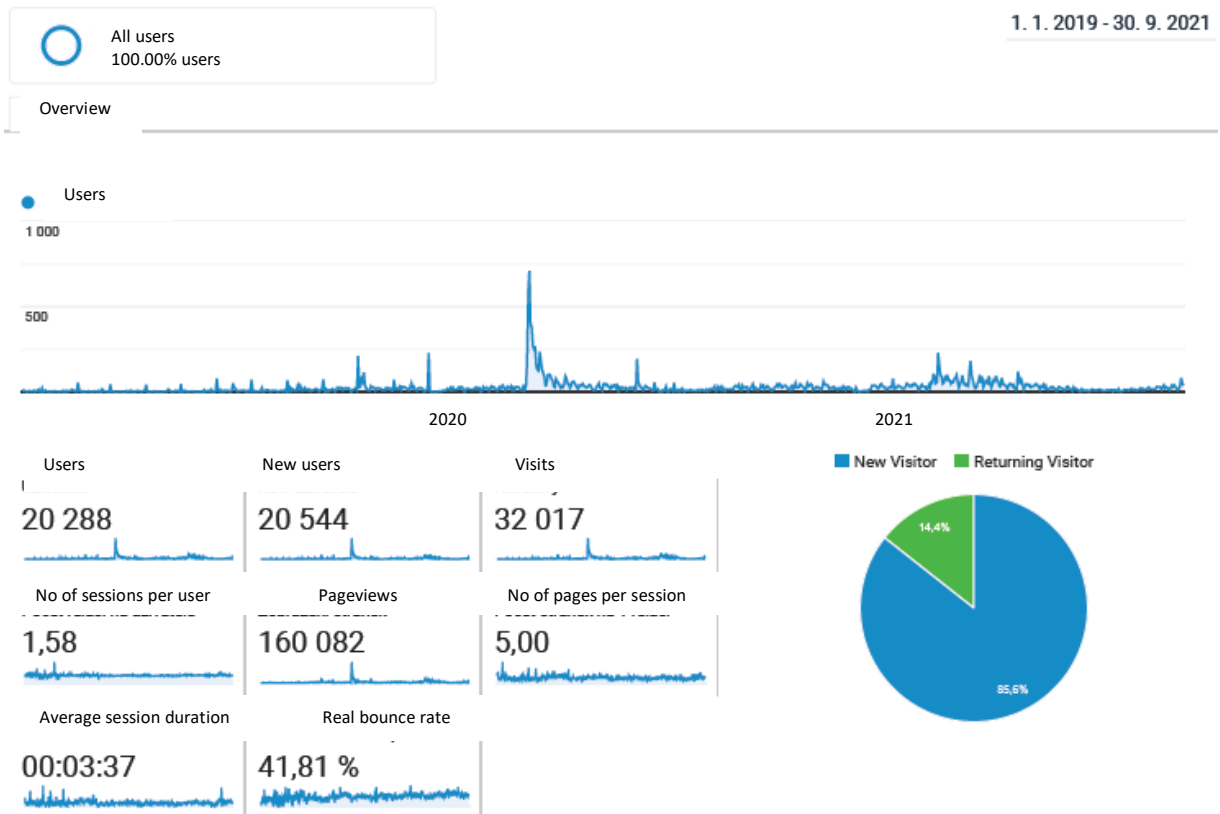 All users
100.00% users
1. 1. 2019 - 30. 9. 2021
Overview
Users
1 000
500
2020
2021
Users
New users
Visits
20 288
20 544
32 017
No of sessions per user
Pageviews
No of pages per session
1,58
160 082
5,00
Average session duration
Real bounce rate
00:03:37
41,81 %
New Visitor
Returning Visitor
14,4%
85,6%